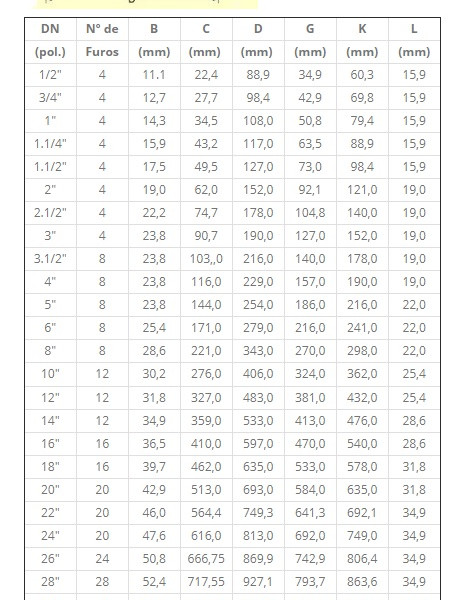 DN Nº de B C D G K L
(pol.) Furos (mm) (mm) (mm) (mm) (mm) (mm)
1/2" 4 11.1 22,4 88,9 34,9 60,3 15,9
3/4" 4 12,7 27,7 98,4 42,9 69,8 15,9
1" 4 14,3 34,5 108,0 50,8 79,4 15,9
1.1/4" 4 15,9 43,2 117,0 63,5 88,9 15,9
1.1/2" 4 17,5 49,5 127,0 73,0 98,4 15,9
2" 4 19,0 62,0 152,0 92,1 121,0 19,0
2.1/2" 4 22,2 74,7 178,0 104,8 140,0 19,0
3" 4 23,8 90,7 190,0 127,0 152,0 19,0
3.1/2" 8 23,8 103,,0 216,0 140,0 178,0 19,0
4" 8 23,8 116,0 229,0 157,0 190,0 19,0
5" 8 23,8 144,0 254,0 186,0 216,0 22,0
6" 8 25,4 171,0 279,0 216,0 241,0 22,0
8" 8 28,6 221,0 343,0 270,0 298,0 22,0
10" 12 30,2 276,0 406,0 324,0 362,0 25,4
12" 12 31,8 327,0 483,0 381,0 432,0 25,4
14" 12 34,9 359,0 533,0 413,0 476,0 28,6
16" 16 36,5 410,0 597,0 470,0 540,0 28,6
18" 16 39,7 462,0 635,0 533,0 578,0 31,8
20" 20 42,9 513,0 693,0 584,0 635,0 31,8
22" 20 46,0 564,4 749,3 641,3 692,1 34,9
24" 20 47,6 616,0 813,0 692,0 749,0 34,9
26" 24 50,8 666,75 869,9 742,9 806,4 34,9
28" 28 52,4 717,55 927,1 793,7 863,6 34,9